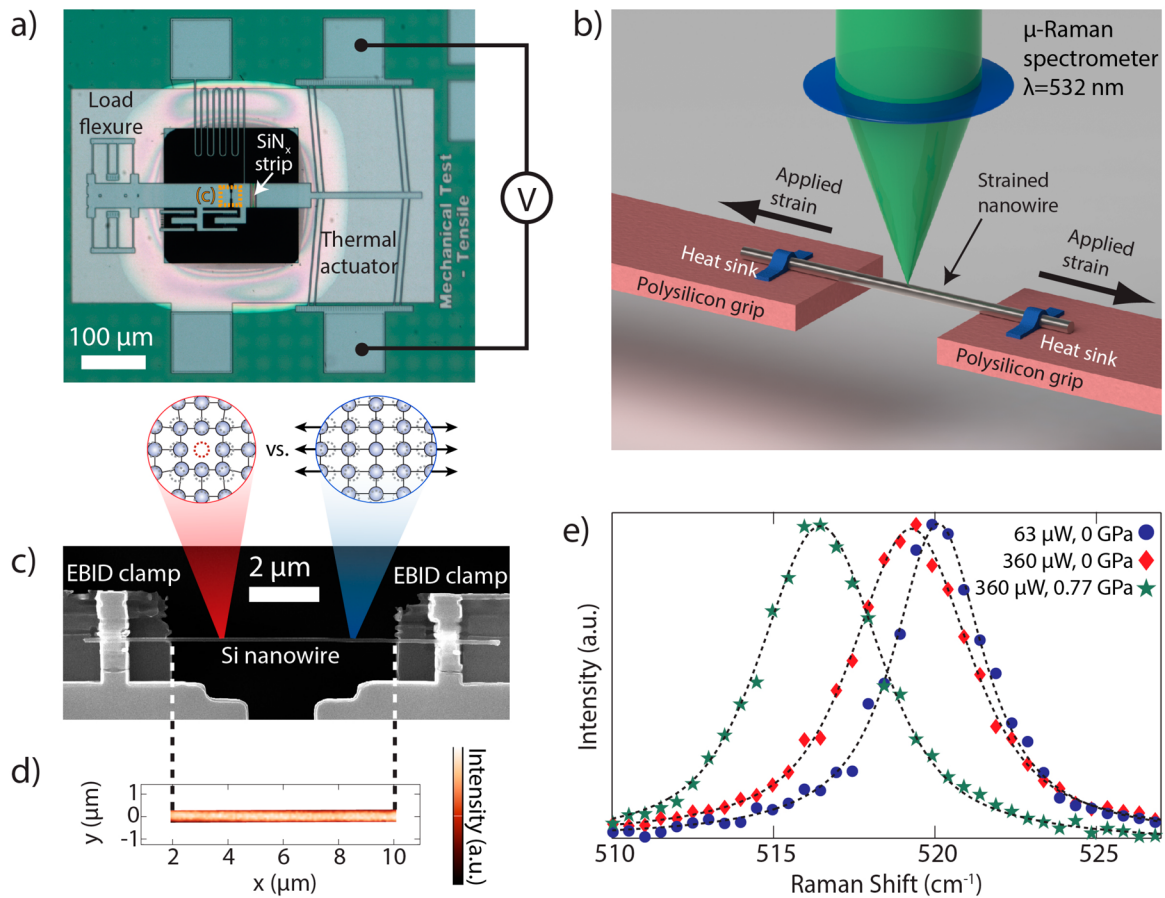 a)
Load
flexure
SiNx
strip
(c)
Thermal
actuator
Mechanical Test
- Tensile
100 μm
V
b)
μ-Raman
spectrometer
λ=532 nm
Applied
strain
Strained
nanowire
Applied
strain
Heat sink
Polysilicon grip
Heat sink
Polysilicon grip
vs.
c)
EBID clamp
2 μm
EBID clamp
Si nanowire
d)
y (μm)
1
0
-1
2
4
6
8
10
x (μm)
Intensity (a.u.)
e)
63 μW, 0 GPa
360 μW, 0 GPa
360 μW, 0.77 GPa
Intensity (a.u.)
510
515
520
525
Raman Shift (cm-1)